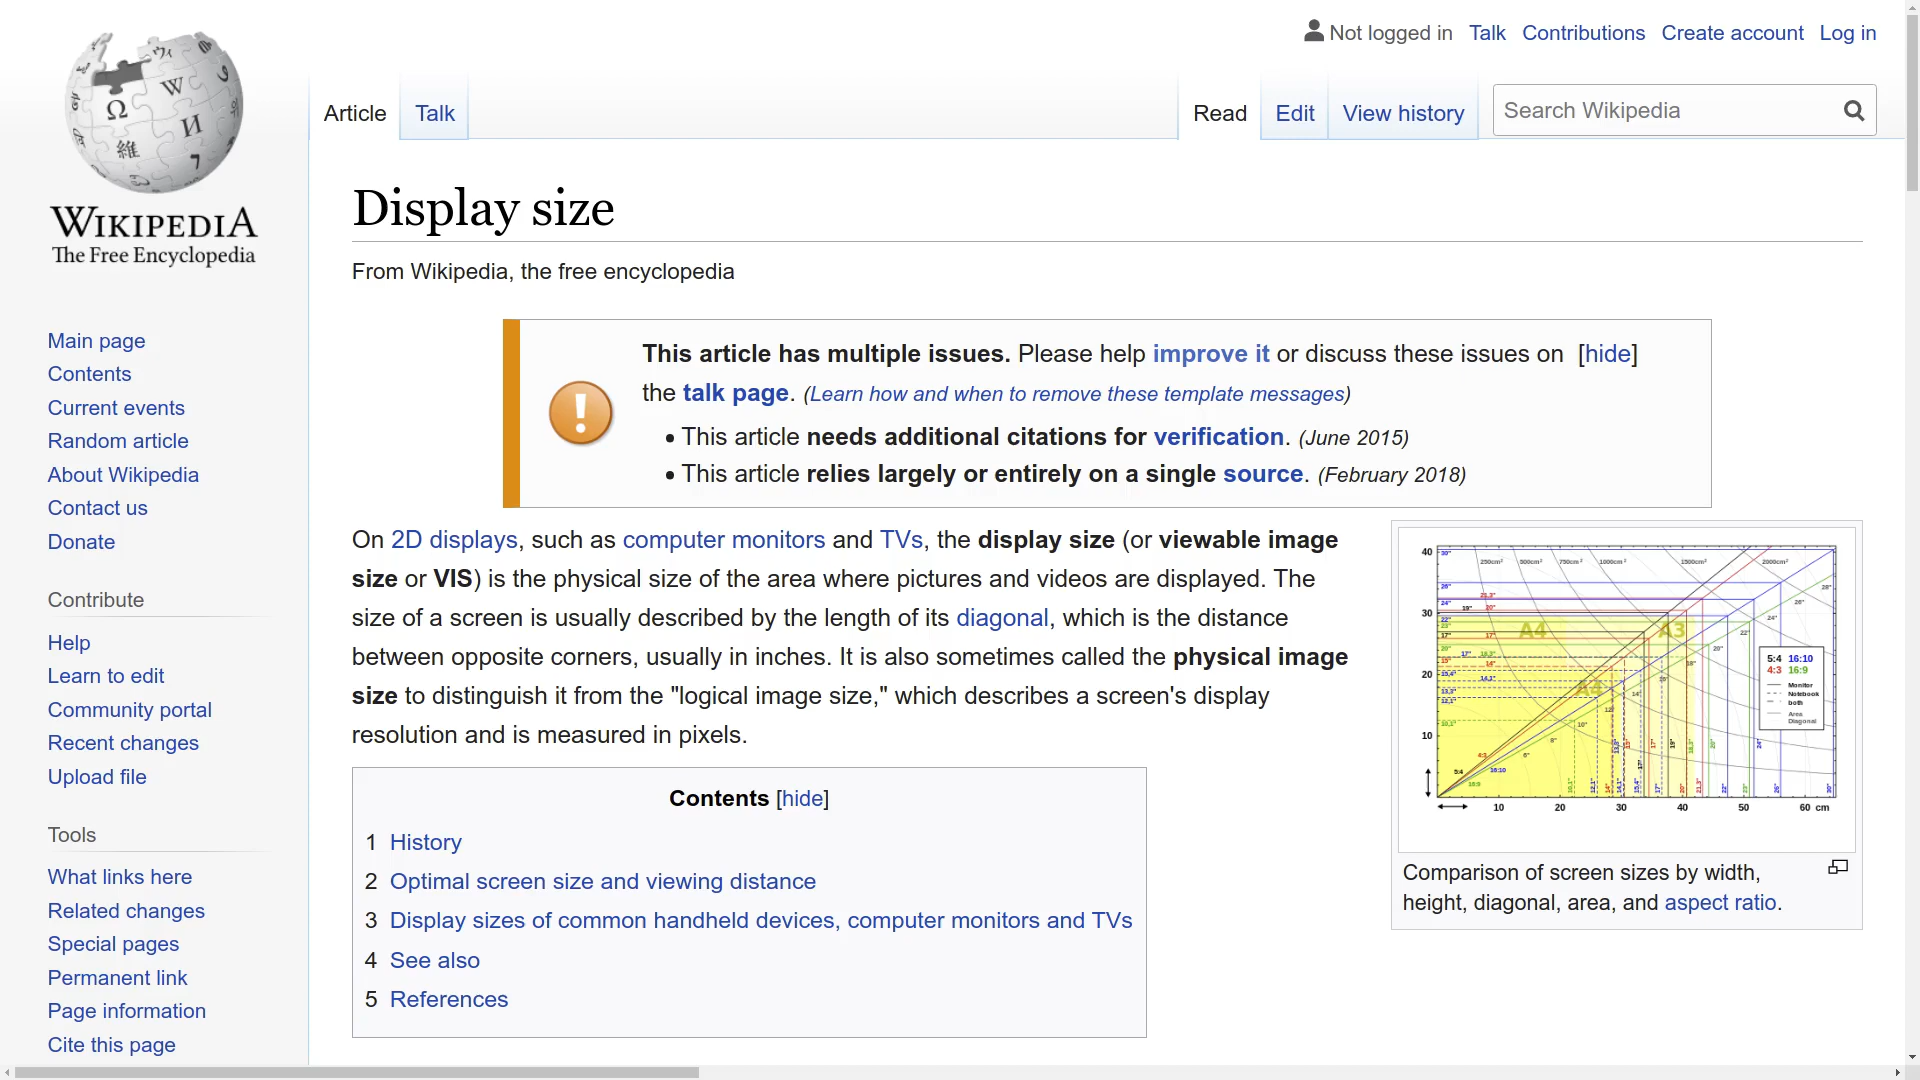 Not logged in Talk Contributions Create account Log in
Article Talk Read Edit View history Search Wikipedia
WIKIPEDIA
The Free Encyclopedia
Main page
Contents
Current events
Random article
About Wikipedia
Contact us
Donate
Contribute
Help
Learn to edit
Community portal
Recent changes
Upload file
Tools
What links here
Related changes
Special pages
Permanent link
Page information
Cite this page
Display size
From Wikipedia, the free encyclopedia
This article has multiple issues. Please help improve it or discuss these issues on [hide]
the talk page. (Learn how and when to remove these template messages)
• This article needs additional citations for verification. (June 2015)
• This article relies largely or entirely on a single source. (February 2018)
On 2D displays, such as computer monitors and TVs, the display size (or viewable image
size or VIS) is the physical size of the area where pictures and videos are displayed. The
size of a screen is usually described by the length of its diagonal, which is the distance
between opposite corners, usually in inches. It is also sometimes called the physical image
size to distinguish it from the "logical image size," which describes a screen's display
resolution and is measured in pixels.
Contents [hide]
1 History
2 Optimal screen size and viewing distance
3 Display sizes of common handheld devices, computer monitors and TVs
4 See also
5 References
40
30
20
10
250cm² 500cm² 750cm² 1000cm² 1500cm² 2000cm²
A4 A3
A4
5:4 16:10
4:3 16:9
Monitor
Notebook
both
Area
Diagonal
10 20 30 40 50 60 cm
Comparison of screen sizes by width,
height, diagonal, area, and aspect ratio.